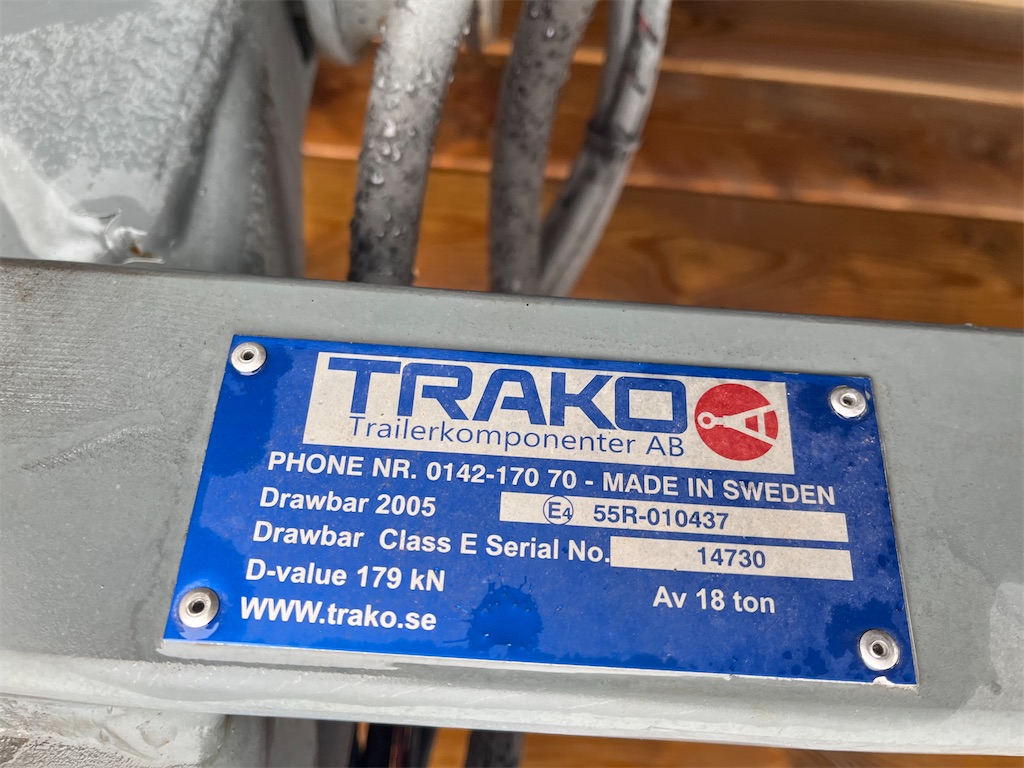 TRAKO
Trailerkomponenter AB
PHONE NR. 0142-170 70 - MADE IN SWEDEN
Drawbar 2005 E4 55R-010437
Drawbar Class E Serial No. 14730
D-value 179 kN Av 18 ton
WWW.trako.se